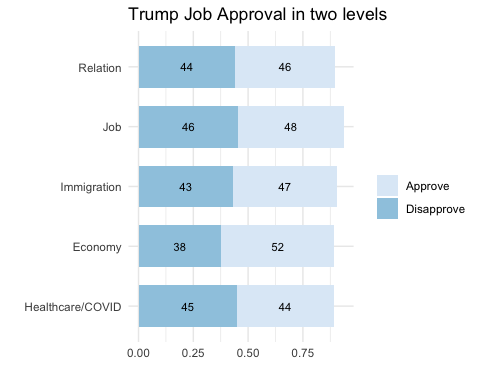 Trump Job Approval in two levels
Relation 44 46
Job 46 48
Immigration 43 47
Economy 38 52
Healthcare/COVID 45 44
0.00 0.25 0.50 0.75
Approve
Disapprove